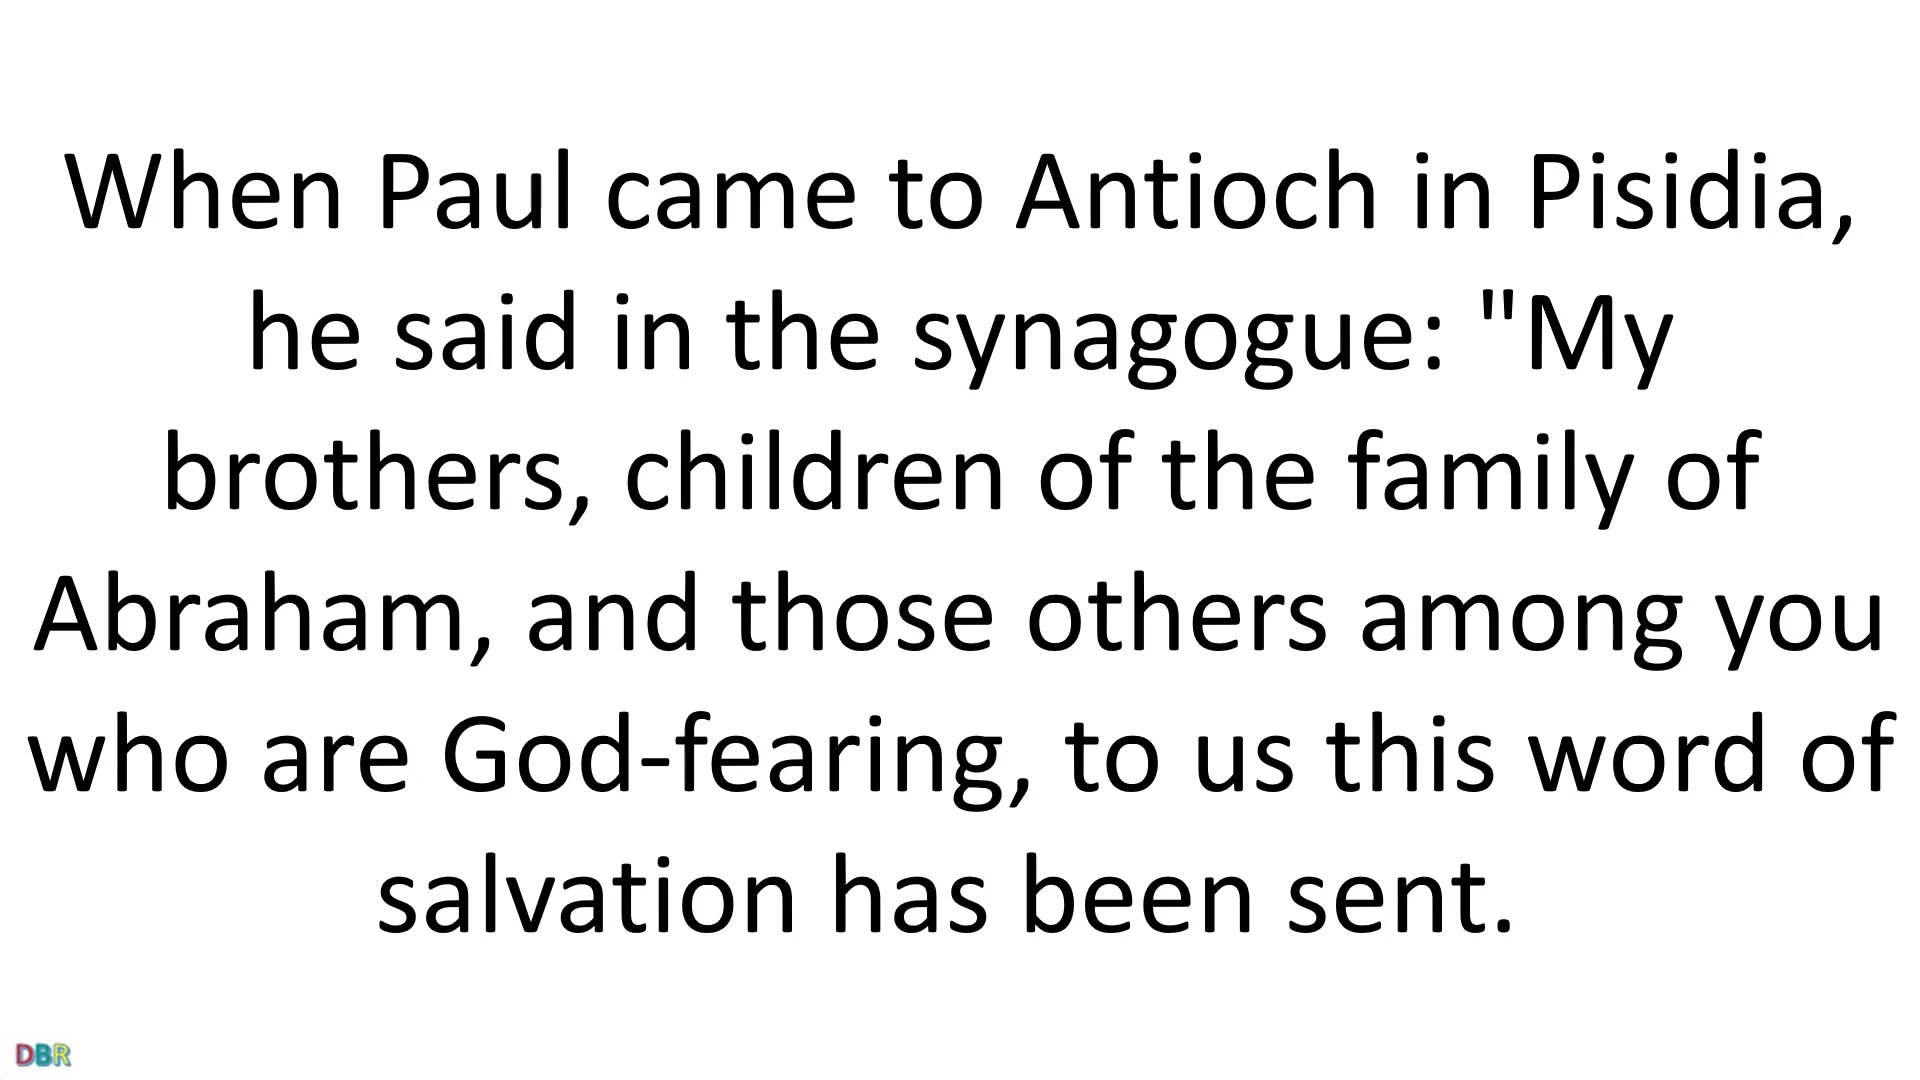 When Paul came to Antioch in Pisidia,
he said in the synagogue: "My
brothers, children of the family of
Abraham, and those others among you
who are God-fearing, to us this word of
salvation has been sent.
DBR